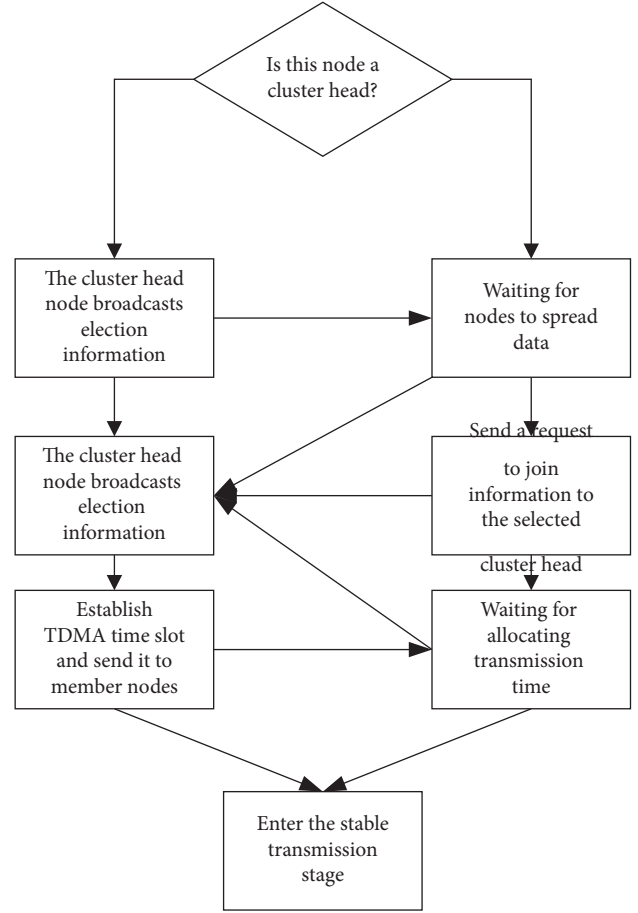 Is this node a
cluster head?
The cluster head
node broadcasts
election
information
Waiting for
nodes to spread
data
The cluster head
node broadcasts
election
information
Send a request
to join
information to
the selected
cluster head
Establish
TDMA time slot
and send it to
member nodes
Waiting for
allocating
transmission
time
Enter the stable
transmission
stage